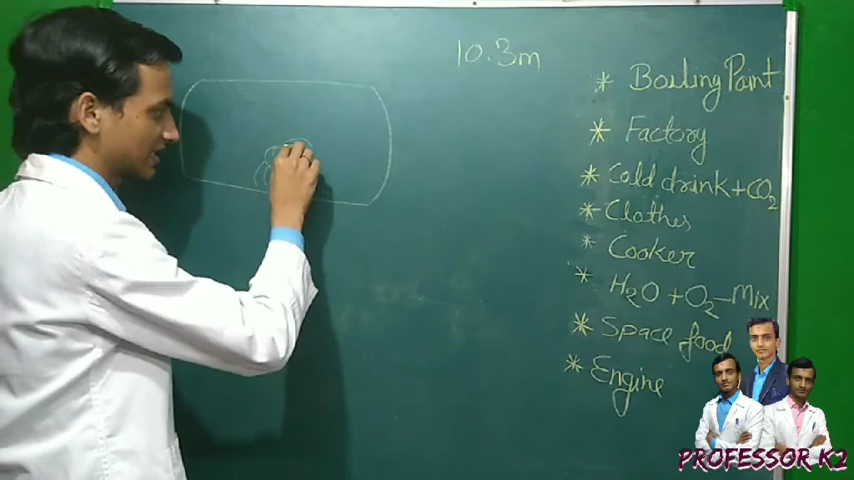 10.3m
* Boiling Point
* Factory
* Cold drink+CO2
* Clothes
* Cooker
* H2O+O2-Mix
* Space food
* Engine
PROFESSOR K2